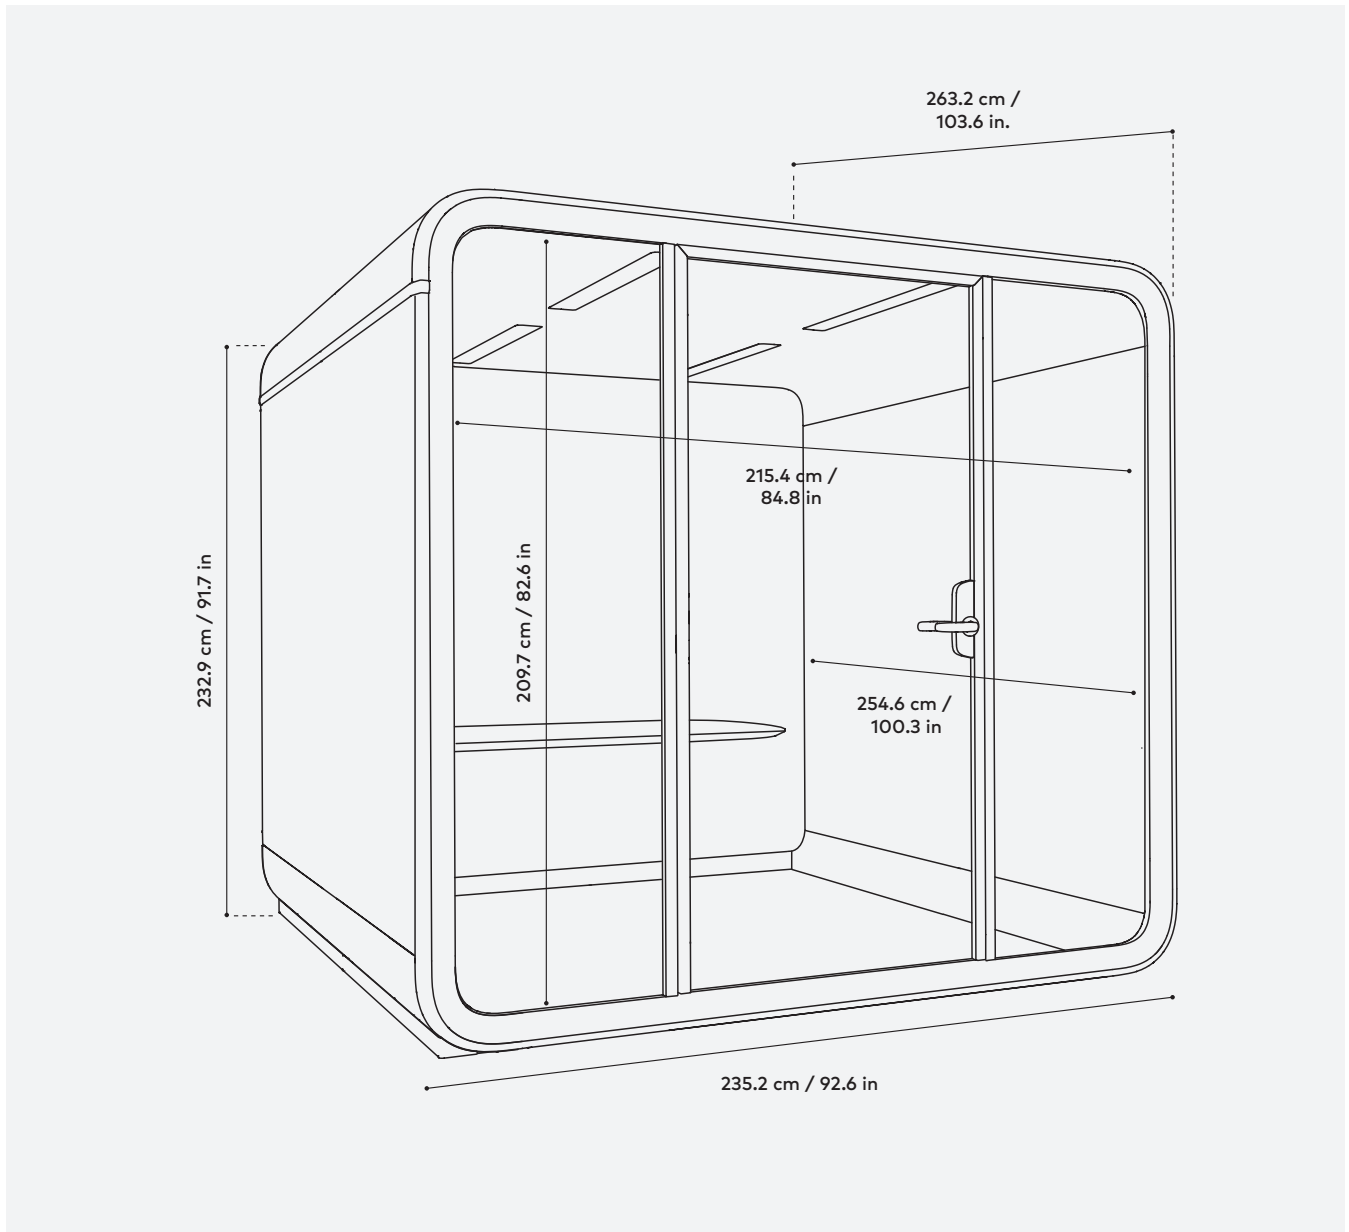 263.2 cm /
103.6 in.
215.4 cm /
84.8 in
232.9 cm / 91.7 in
209.7 cm / 82.6 in
254.6 cm /
100.3 in
235.2 cm / 92.6 in